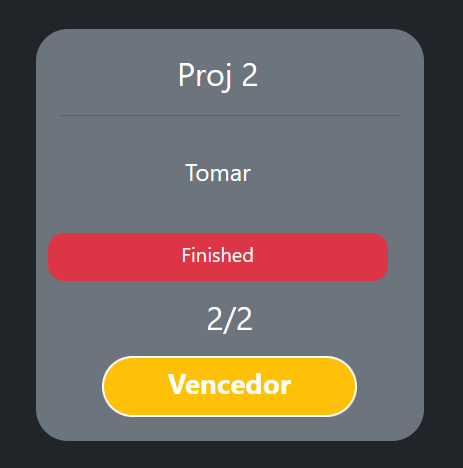 Proj 2
Tomar
Finished
2/2
Vencedor